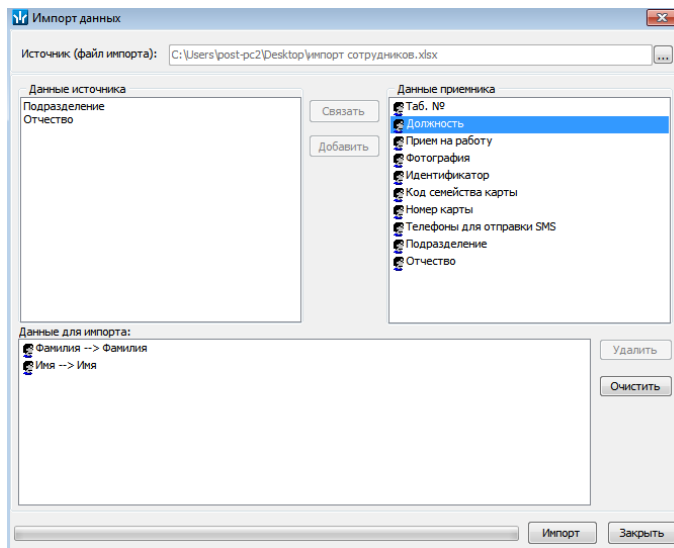 Импорт данных
Источник (файл импорта): C:\Users\post-pc2\Desktop\импорт сотрудников.xlsx ...
Данные источника
Подразделение
Отчество
Связать
Добавить
Данные приемника
Таб. №
Должность
Прием на работу
Фотография
Идентификатор
Код семейства карты
Номер карты
Телефоны для отправки SMS
Подразделение
Отчество
Данные для импорта:
Фамилия --> Фамилия
Имя --> Имя
Удалить
Очистить
Импорт
Закрыть